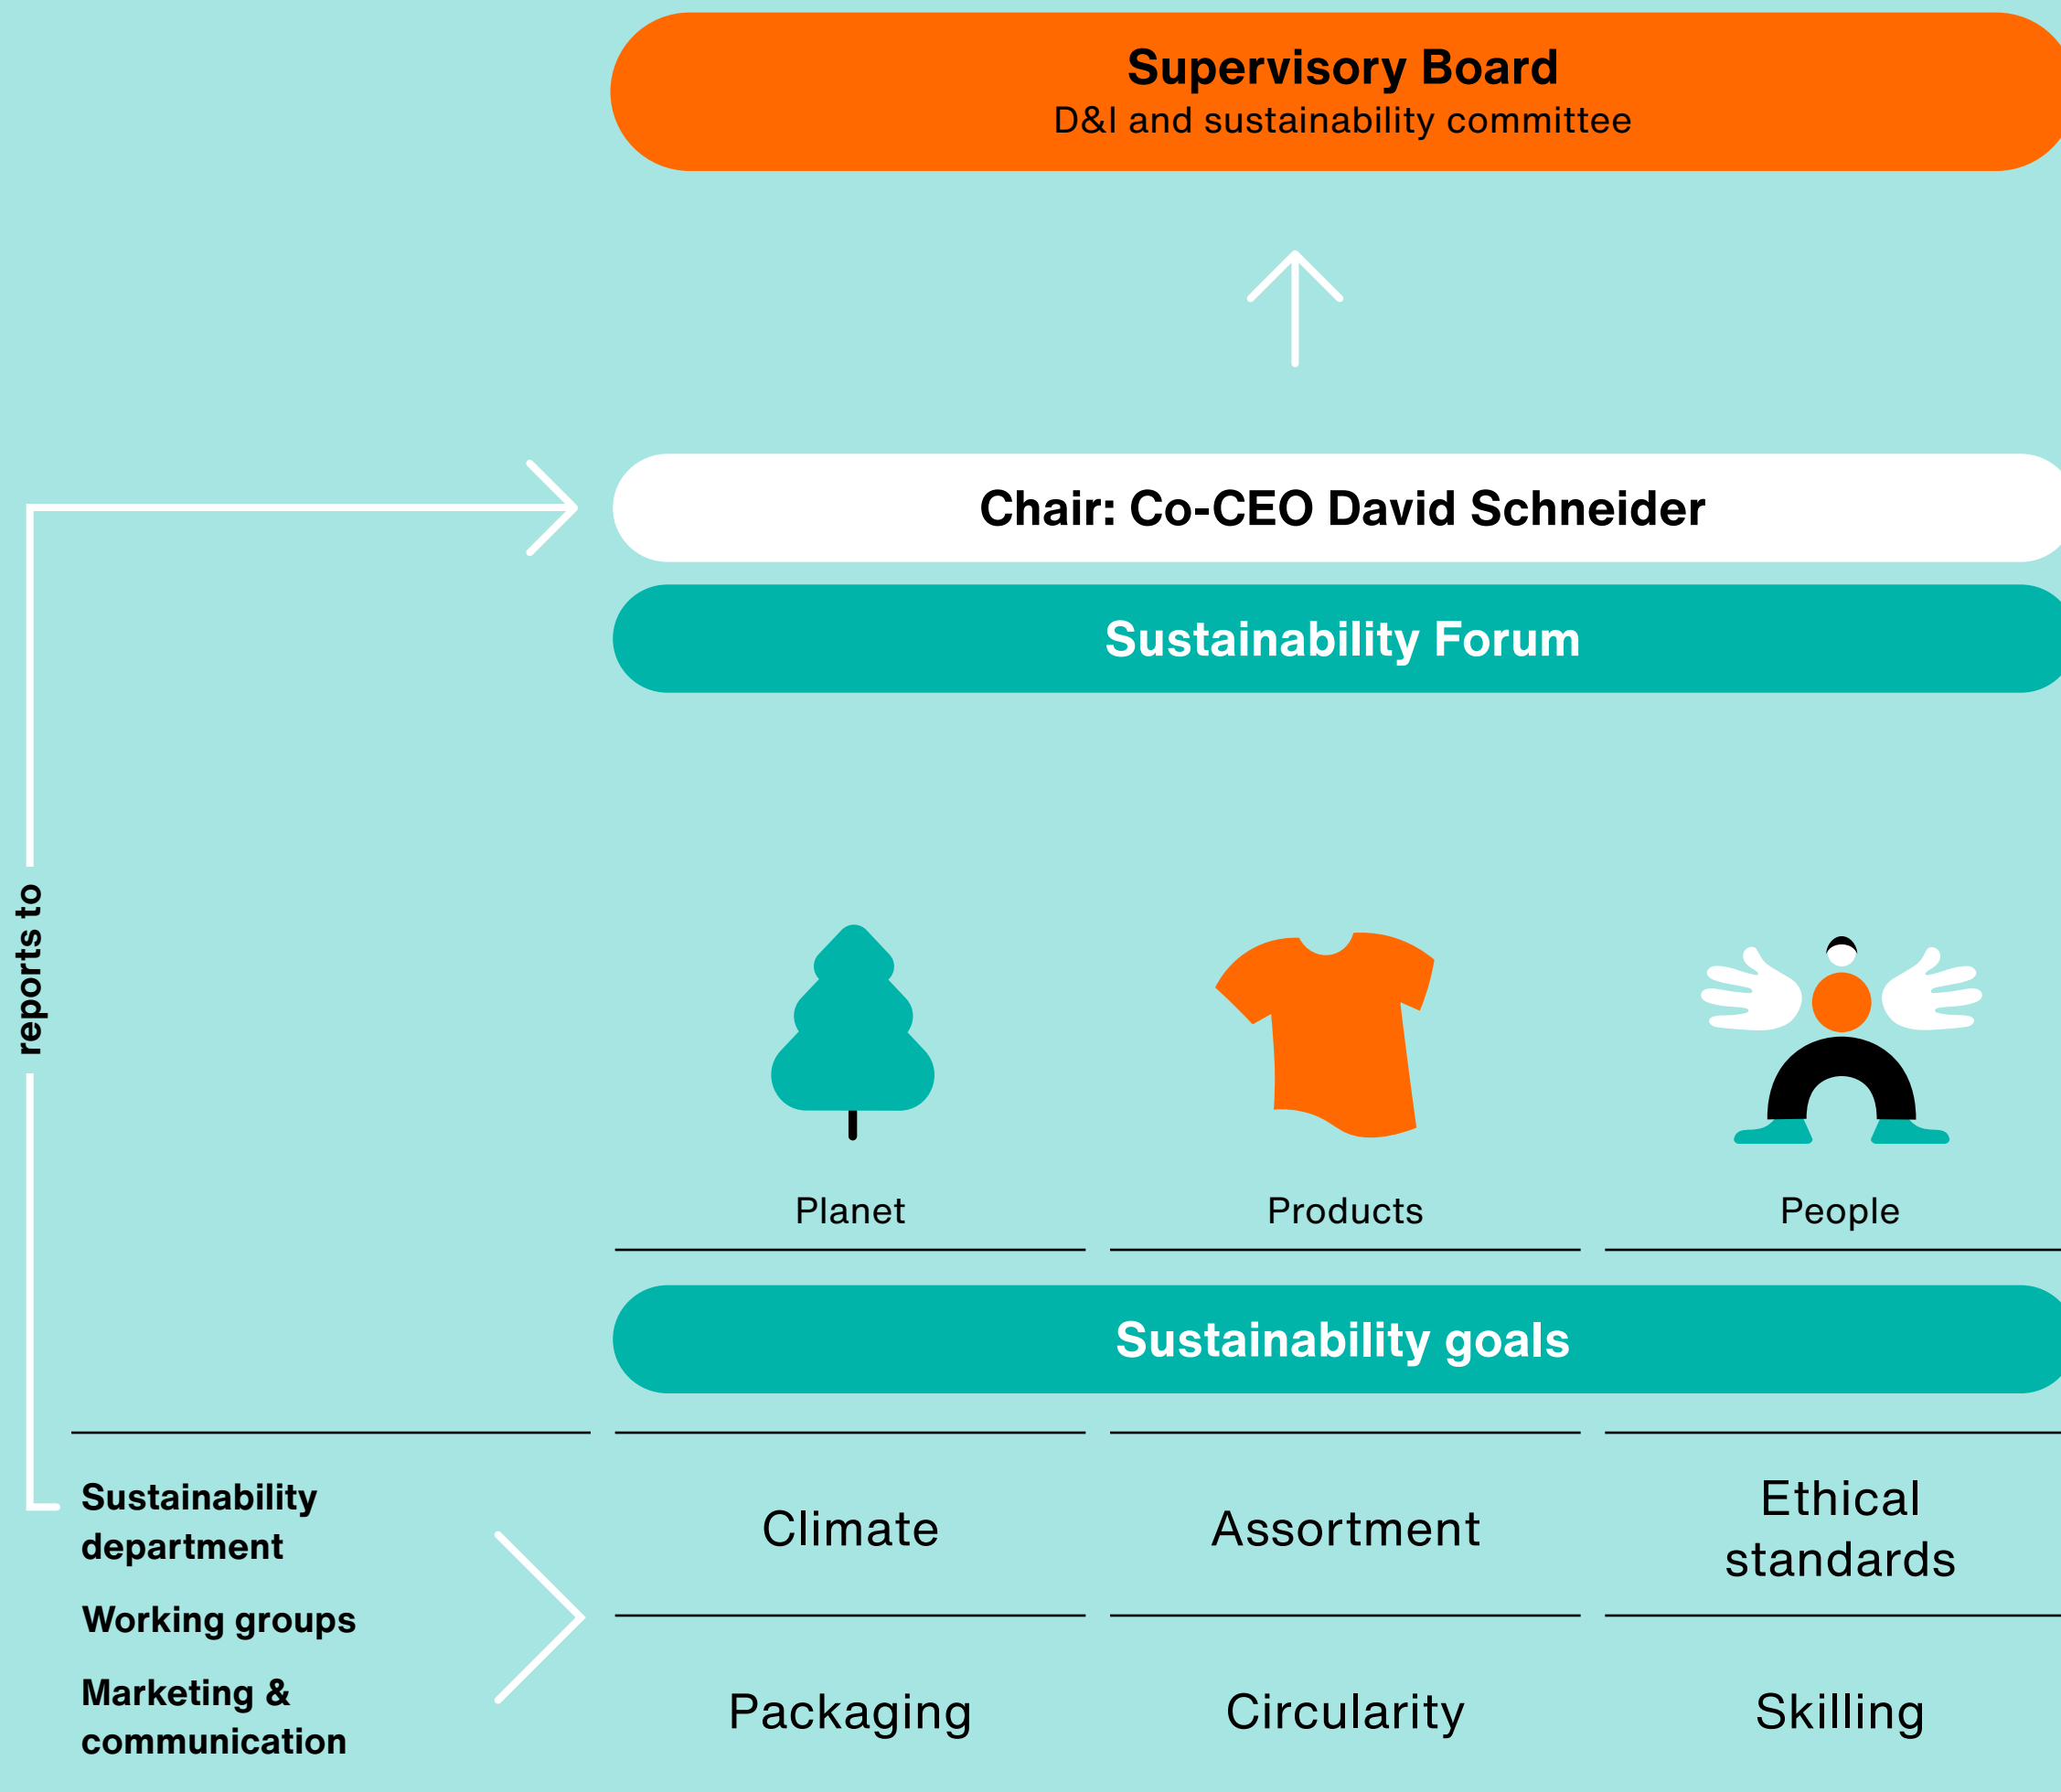 Supervisory Board
D&I and sustainability committee
Chair: Co-CEO David Schneider
Sustainability Forum
reports to
Planet
Products
People
Sustainability goals
Sustainability
department
Working groups
Marketing &
communication
Climate
Assortment
Ethical
standards
Packaging
Circularity
Skilling